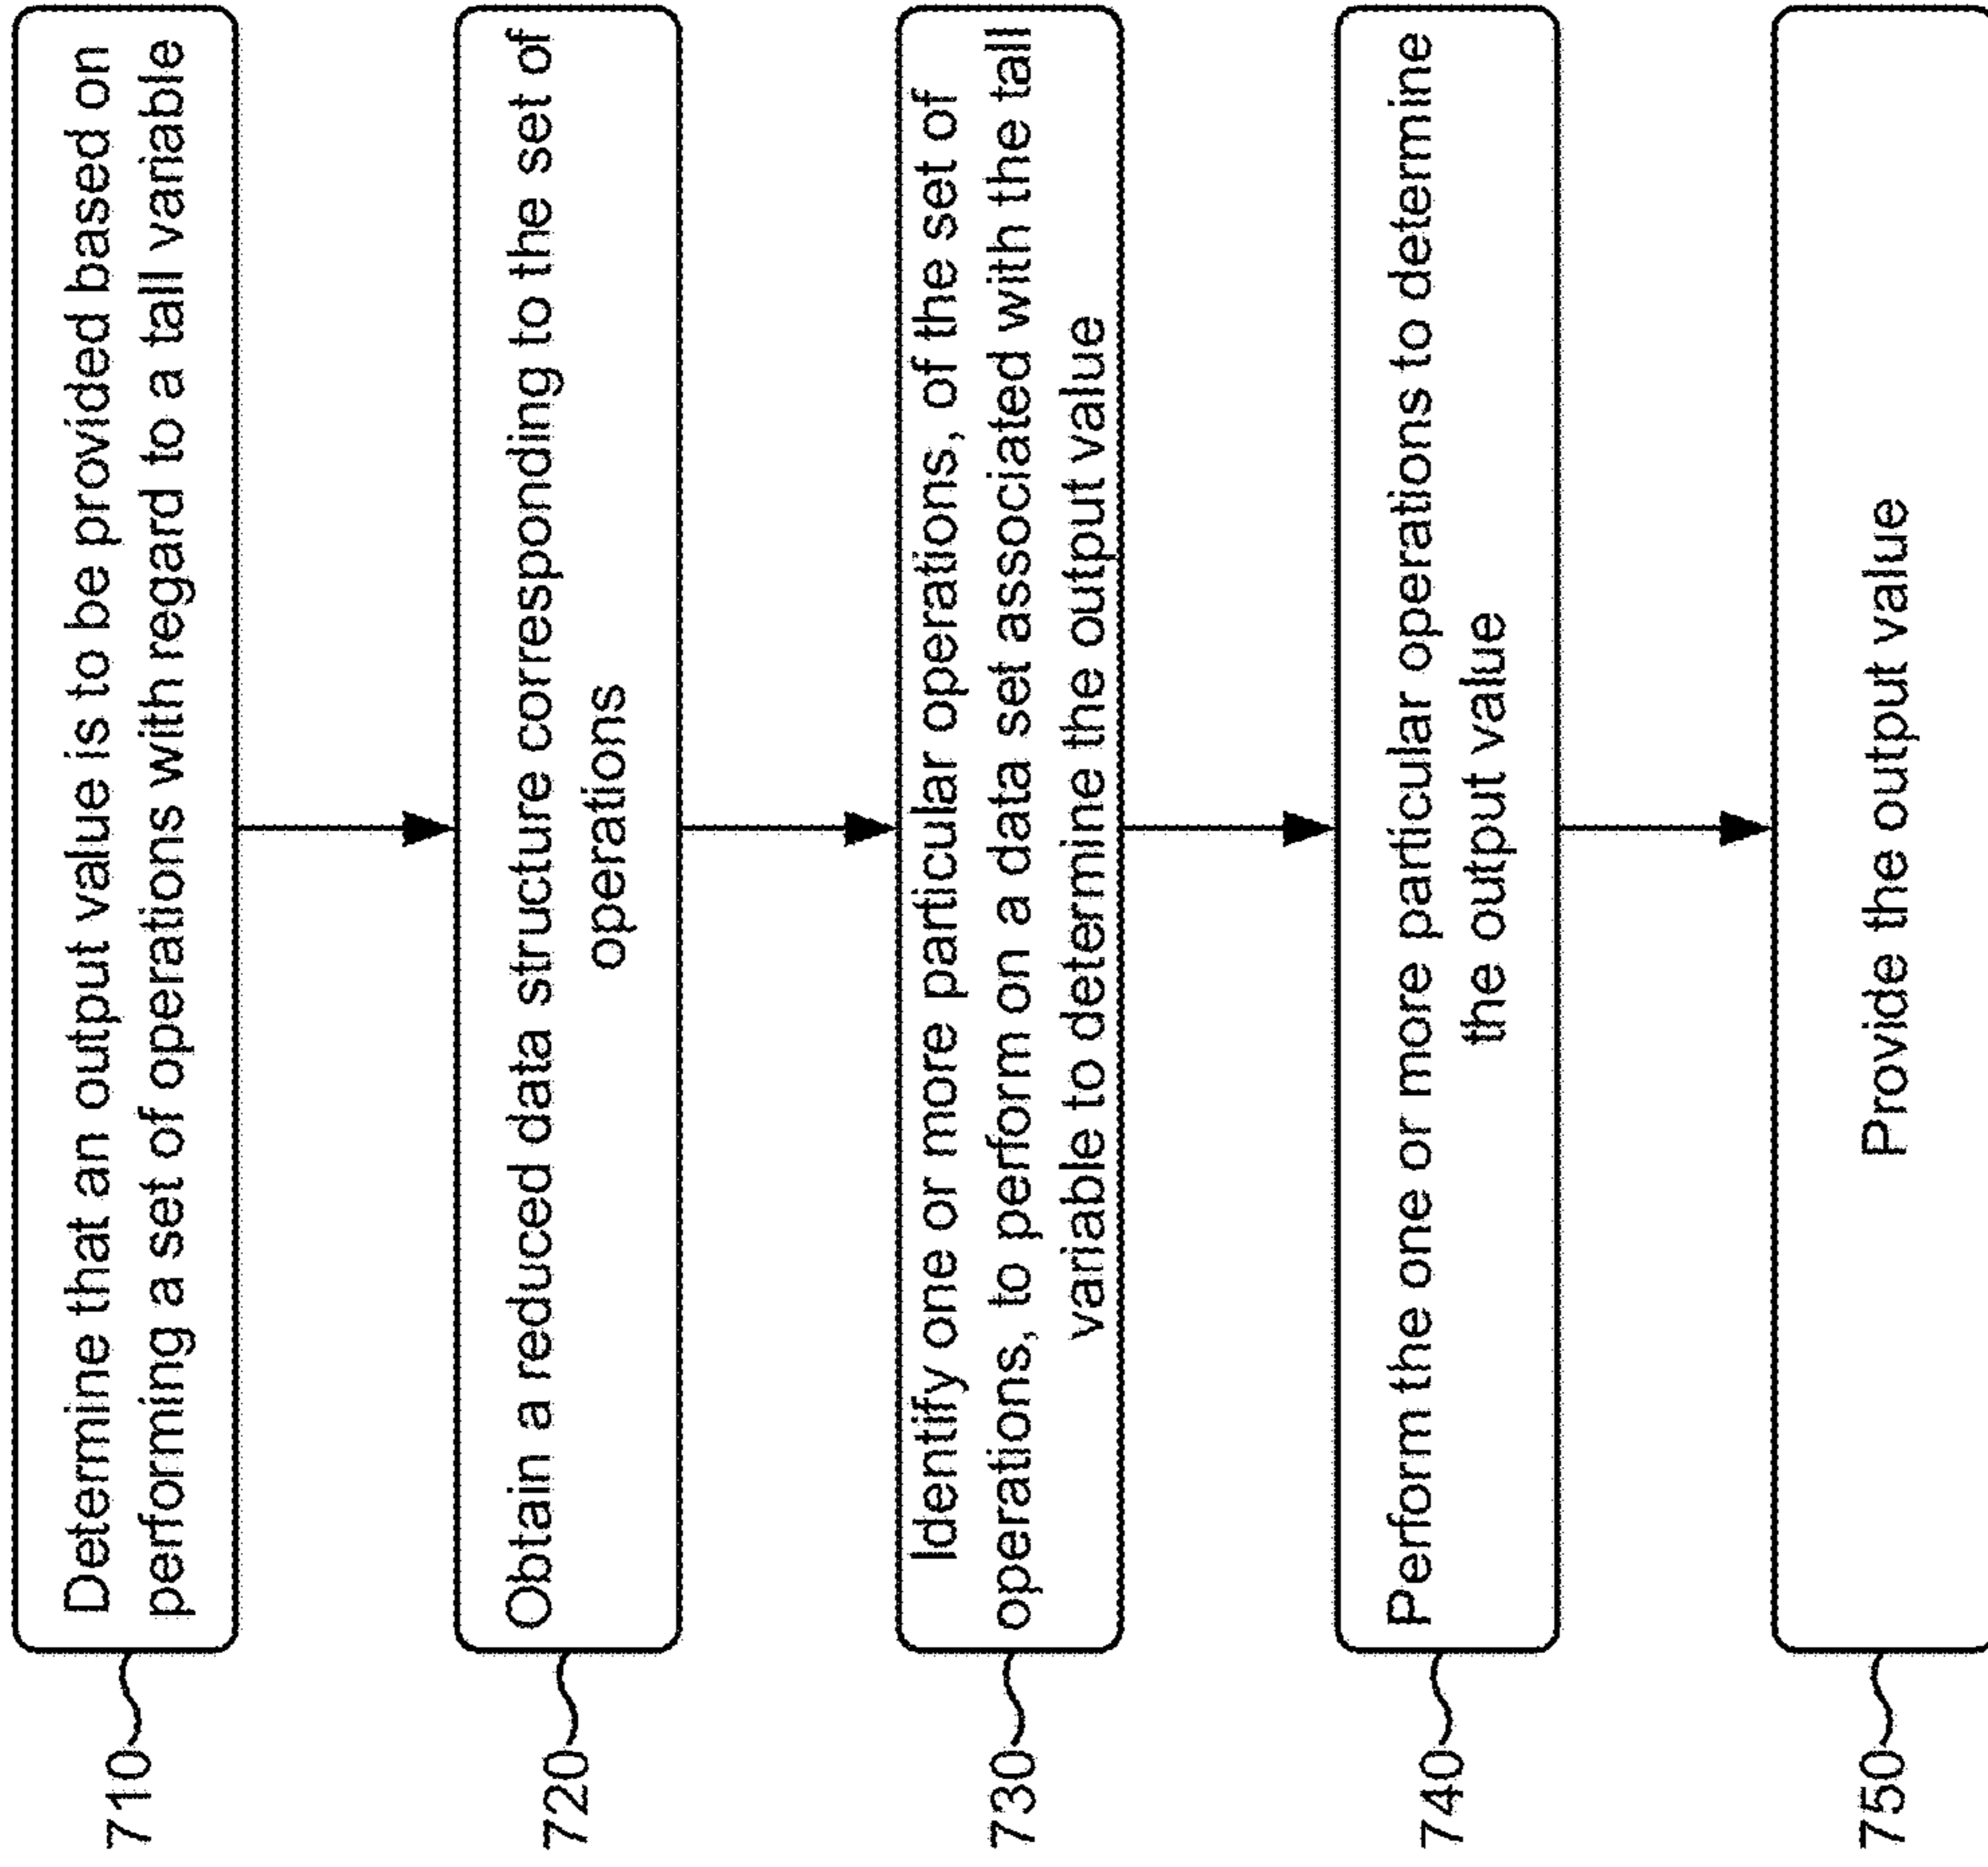 710
Determine that an output value is to be provided based on
performing a set of operations with regard to a tall variable
720
Obtain a reduced data structure corresponding to the set of
operations
730
Identify one or more particular operations, of the set of
operations, to perform on a data set associated with the tall
variable to determine the output value
740
Perform the one or more particular operations to determine
the output value
750
Provide the output value